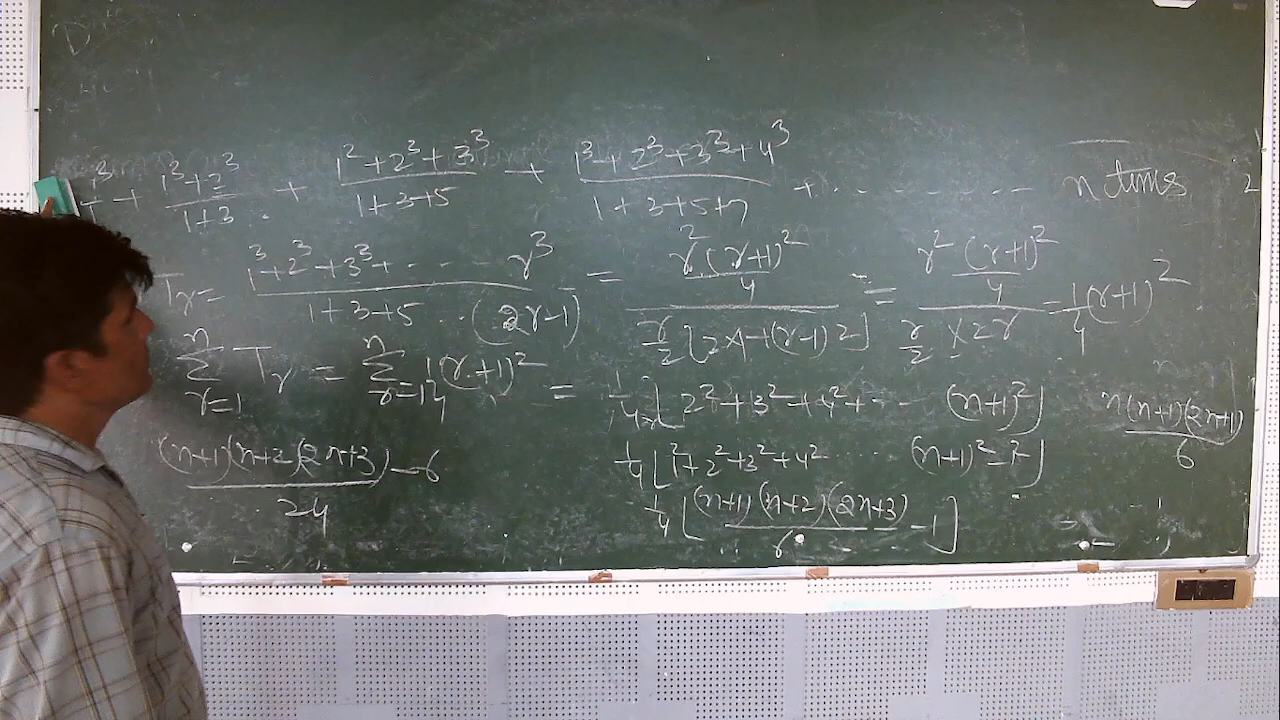 1³/1 + 1³+2³/1+3 + 1²+2³+3³/1+3+5 + 1³+2³+3³+4³/1+3+5+7 + ........ n times
Tr = 1³+2³+3³+.... r³/1+3+5 ..(2r-1) = r²(r+1)²/4/r/2[2×1+(r-1)2] = r²(r+1)²/4/r/2 × 2r = 1/4(r+1)²
n∑r=1 Tr = n∑r=1 1/4(r+1)² = 1/4[2²+3²+4²+.. (n+1)²] n(n+1)(2n+1)/6
1/4[1²+2²+3²+4² .. (n+1)²-1²]
1/4[(n+1)(n+2)(2n+3)/6 -1]
(n+1)(n+2)(2n+3)-6/24